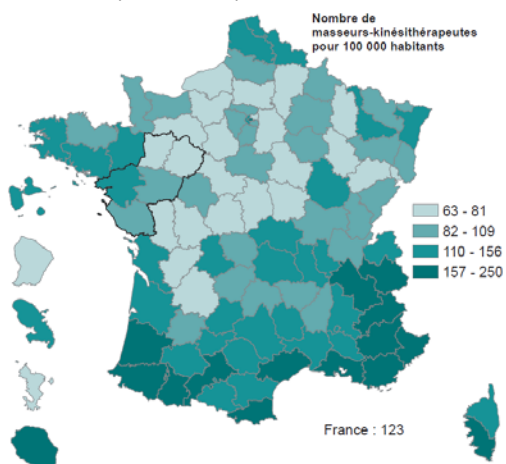 Nombre de
masseurs-kinésithérapeutes
pour 100 000 habitants
63 - 81
82 - 109
110 - 156
157 - 250
France : 123